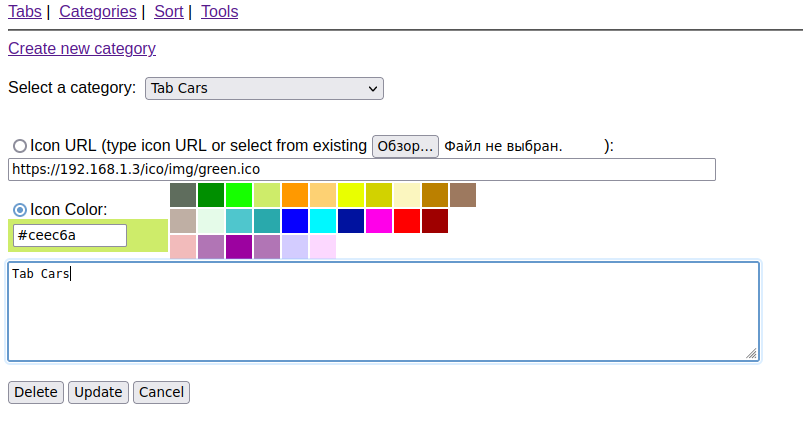 Tabs | Categories | Sort | Tools
Create new category
Select a category: Tab Cars
Icon URL (type icon URL or select from existing Обзор... Файл не выбран. ):
https://192.168.1.3/ico/img/green.ico
Icon Color:
#ceec6a
Tab Cars
Delete Update Cancel